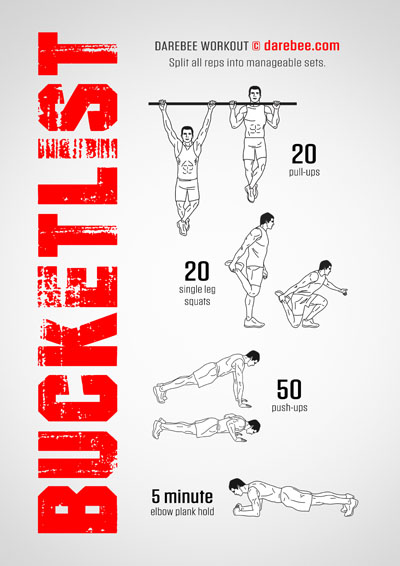 BUCKETLIST
DAREBEE WORKOUT © darebee.com
Split all reps into manageable sets.
20
pull-ups
20
single leg
squats
50
push-ups
5 minute
elbow plank hold